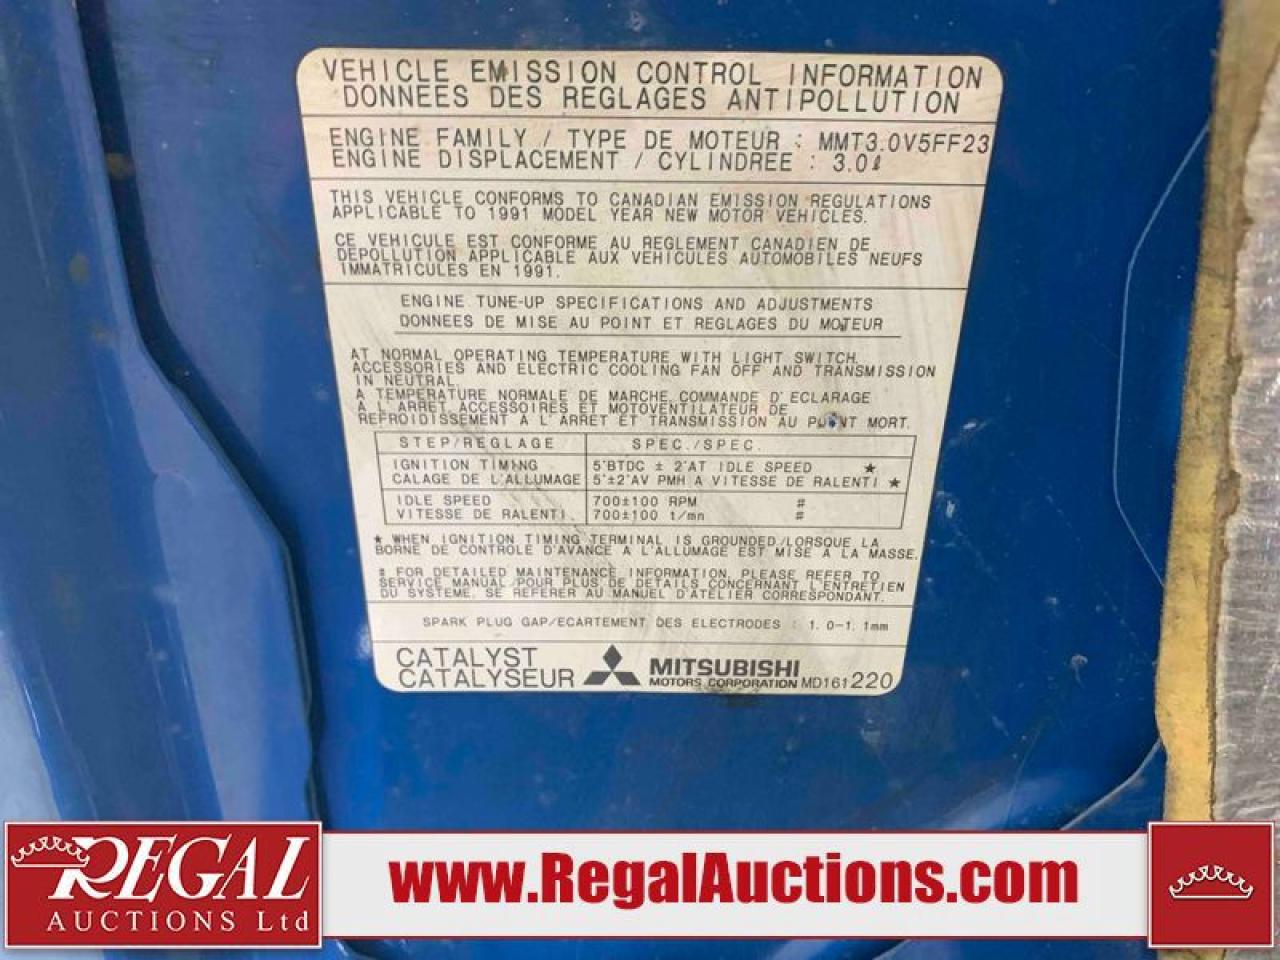 VEHICLE EMISSION CONTROL INFORMATION
DONNEES DES REGLAGES ANTIPOLLUTION
ENGINE FAMILY / TYPE DE MOTEUR : MMT3.0V5FF23
ENGINE DISPLACEMENT / CYLINDREE : 3.0ℓ
THIS VEHICLE CONFORMS TO CANADIAN EMISSION REGULATIONS
APPLICABLE TO 1991 MODEL YEAR NEW MOTOR VEHICLES.
CE VEHICULE EST CONFORME AU REGLEMENT CANADIEN DE
DEPOLLUTION APPLICABLE AUX VEHICULES AUTOMOBILES NEUFS
IMMATRICULES EN 1991.
ENGINE TUNE-UP SPECIFICATIONS AND ADJUSTMENTS
DONNEES DE MISE AU POINT ET REGLAGES DU MOTEUR
AT NORMAL OPERATING TEMPERATURE WITH LIGHT SWITCH,
ACCESSORIES AND ELECTRIC COOLING FAN OFF AND TRANSMISSION
IN NEUTRAL.
A TEMPERATURE NORMALE DE MARCHE, COMMANDE D'ECLARAGE
A L'ARRET ACCESSOIRES ET MOTOVENTILATEUR DE
REFROIDISSEMENT A L'ARRET ET TRANSMISSION AU POINT MORT.
STEP/REGLAGE SPEC./SPEC.
IGNITION TIMING 5°BTDC ± 2°AT IDLE SPEED ★
CALAGE DE L'ALLUMAGE 5°±2°AV PMH A VITESSE DE RALENTI ★
IDLE SPEED 700±100 RPM #
VITESSE DE RALENTI 700±100 t/mn #
★ WHEN IGNITION TIMING TERMINAL IS GROUNDED./LORSQUE LA
BORNE DE CONTROLE D'AVANCE A L'ALLUMAGE EST MISE A LA MASSE.
# FOR DETAILED MAINTENANCE INFORMATION, PLEASE REFER TO
SERVICE MANUAL./POUR PLUS DE DETAILS CONCERNANT L'ENTRETIEN
DU SYSTEME, SE REFERER AU MANUEL D'ATELIER CORRESPONDANT.
SPARK PLUG GAP/ECARTEMENT DES ELECTRODES : 1.0-1.1mm
CATALYST
CATALYSEUR
MITSUBISHI
MOTORS CORPORATION MD161220
REGAL
AUCTIONS Ltd
www.RegalAuctions.com